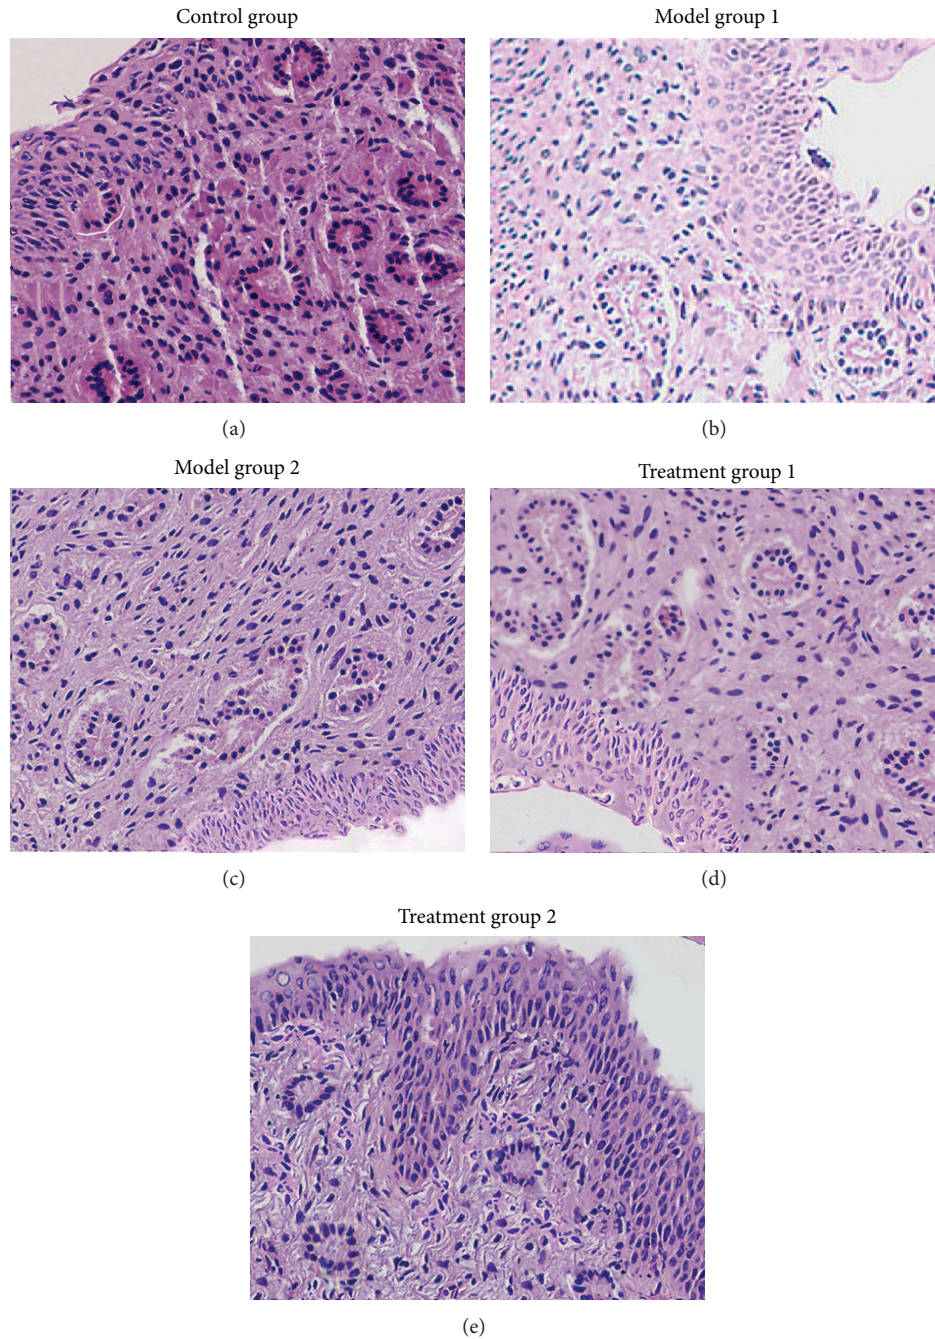 Control group
Model group 1
(a)
(b)
Model group 2
Treatment group 1
(c)
(d)
Treatment group 2
(e)